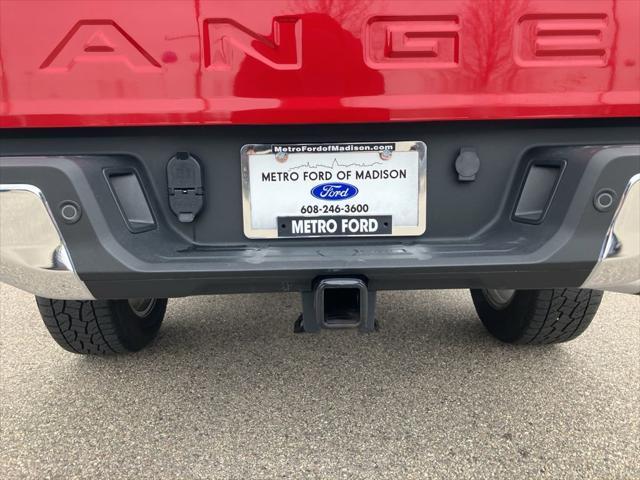 ANGE
MetroFordofMadison.com
METRO FORD OF MADISON
Ford
608-246-3600
METRO FORD